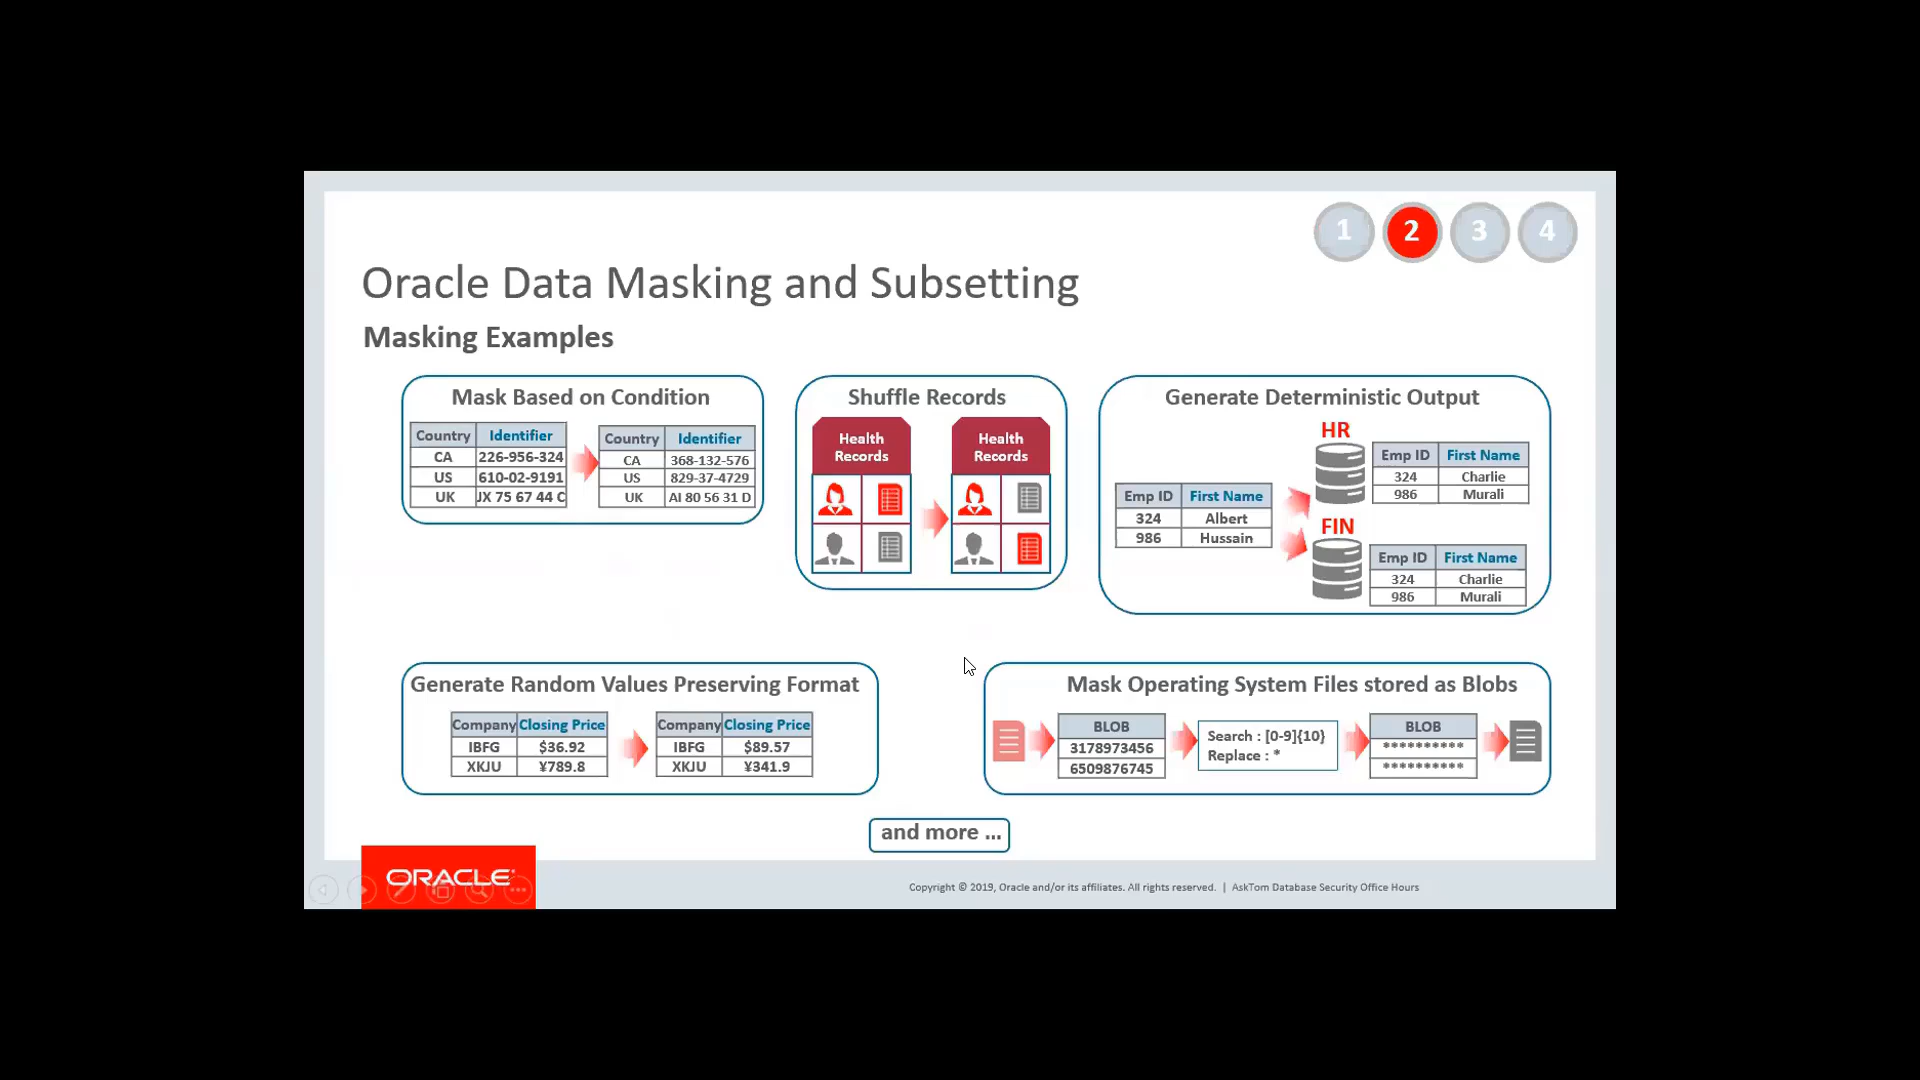 1 2 3 4
Oracle Data Masking and Subsetting
Masking Examples
Mask Based on Condition
Country Identifier
CA 226-956-324
US 610-02-9191
UK JX 75 67 44 C
Country Identifier
CA 368-132-576
US 829-37-4729
UK AI 80 56 31 D
Shuffle Records
Health
Records
Health
Records
Generate Deterministic Output
Emp ID First Name
324 Albert
986 Hussain
HR
Emp ID First Name
324 Charlie
986 Murali
FIN
Emp ID First Name
324 Charlie
986 Murali
Generate Random Values Preserving Format
Company Closing Price
IBFG $36.92
XKJU ¥789.8
Company Closing Price
IBFG $89.57
XKJU ¥341.9
Mask Operating System Files stored as Blobs
BLOB
3178973456
6509876745
Search : [0-9]{10}
Replace : *
BLOB
**********
**********
and more ...
ORACLE®
Copyright © 2019, Oracle and/or its affiliates. All rights reserved. | AskTom Database Security Office Hours